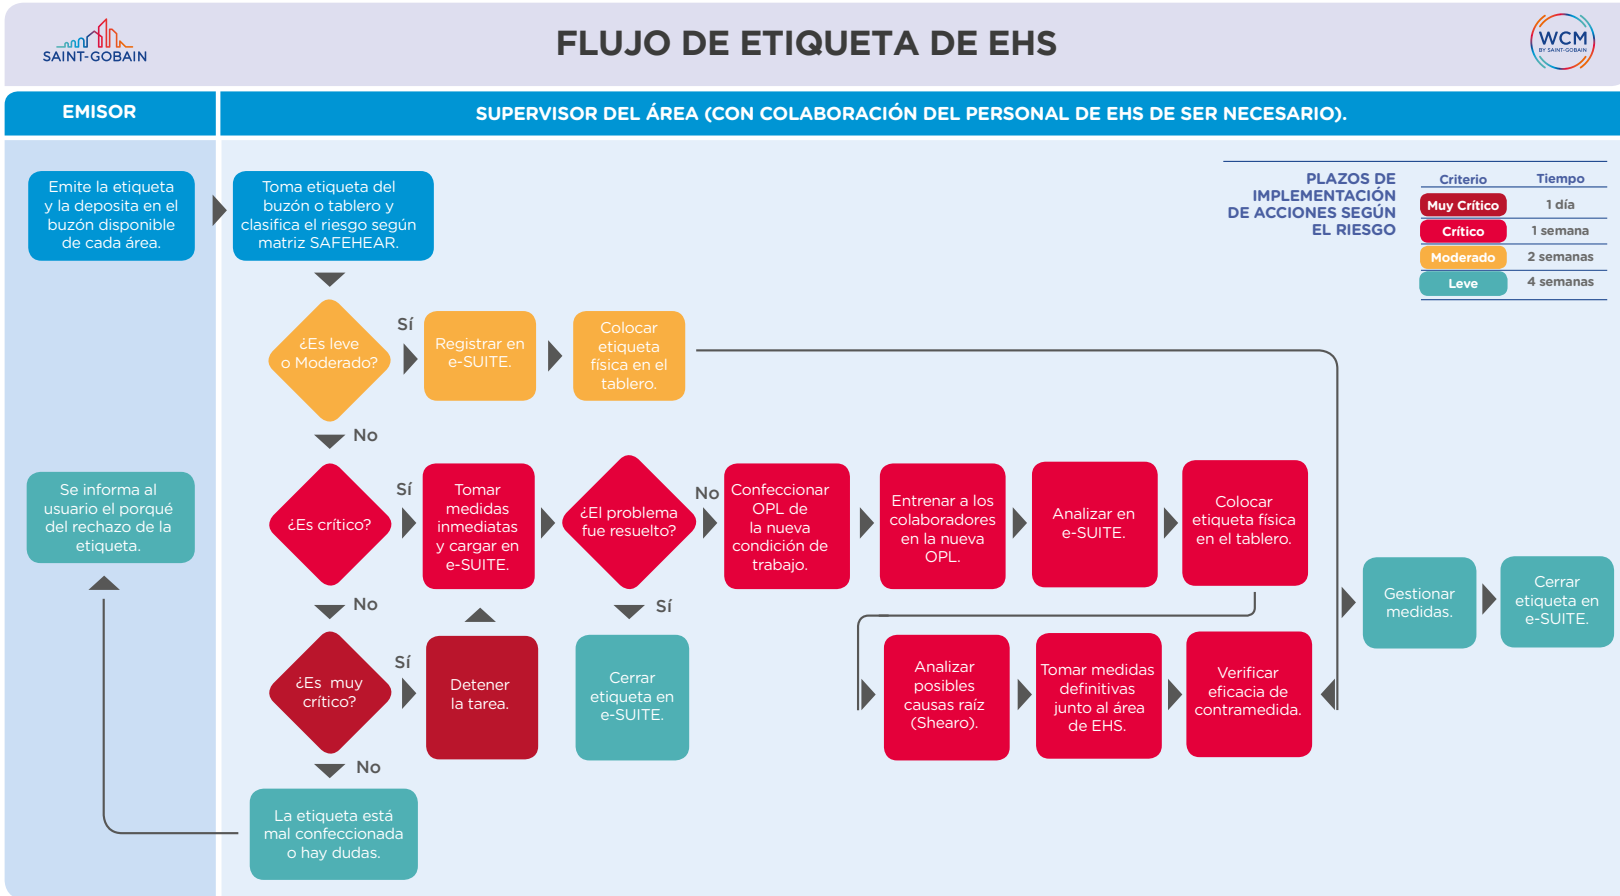 SAINT-GOBAIN
FLUJO DE ETIQUETA DE EHS
WCM
BY SAINT-GOBAIN
EMISOR
SUPERVISOR DEL ÁREA (CON COLABORACIÓN DEL PERSONAL DE EHS DE SER NECESARIO).
Emite la etiqueta
y la deposita en el
buzón disponible
de cada área.
Toma etiqueta del
buzón o tablero y
clasifica el riesgo según
matriz SAFEHEAR.
PLAZOS DE
IMPLEMENTACIÓN
DE ACCIONES SEGÚN
EL RIESGO
Criterio
Tiempo
Muy Crítico
1 día
Crítico
1 semana
Moderado
2 semanas
Leve
4 semanas
¿Es leve
o Moderado?
Sí
Registrar en
e-SUITE.
Colocar
etiqueta
física en el
tablero.
No
Se informa al
usuario el porqué
del rechazo de la
etiqueta.
¿Es crítico?
Sí
Tomar
medidas
inmediatas
y cargar en
e-SUITE.
¿El problema
fue resuelto?
No
Confeccionar
OPL de
la nueva
condición de
trabajo.
Entrenar a los
colaboradores
en la nueva
OPL.
Analizar en
e-SUITE.
Colocar
etiqueta física
en el tablero.
Gestionar
medidas.
Cerrar
etiqueta en
e-SUITE.
No
Sí
¿Es  muy
crítico?
Sí
Detener
la tarea.
Cerrar
etiqueta en
e-SUITE.
Analizar
posibles
causas raíz
(Shearo).
Tomar medidas
definitivas
junto al área
de EHS.
Verificar
eficacia de
contramedida.
No
La etiqueta está
mal confeccionada
o hay dudas.